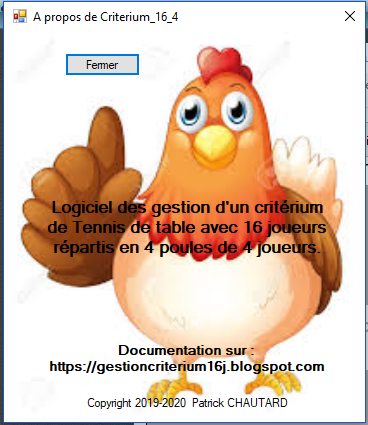 A propos de Criterium_16_4
Fermer
Logiciel des gestion d'un critérium
de Tennis de table avec 16 joueurs
répartis en 4 poules de 4 joueurs.
Documentation sur :
https://gestioncriterium16j.blogspot.com
Copyright 2019-2020 Patrick CHAUTARD